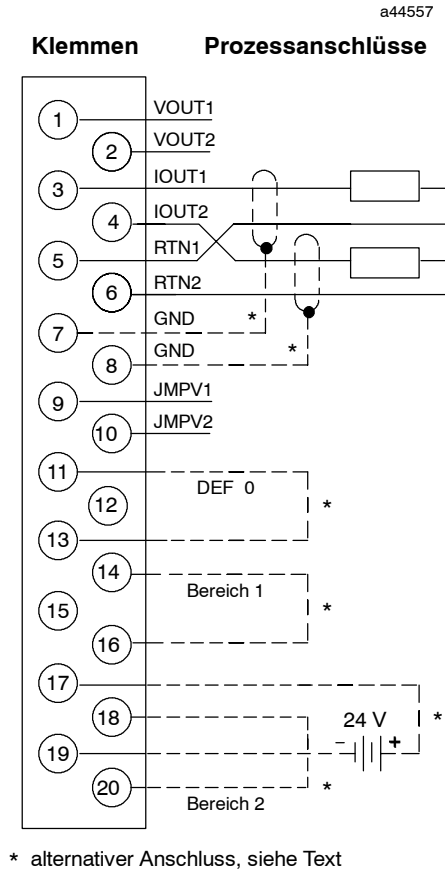 a44557
Klemmen Prozessanschlüsse
1 VOUT1
2 VOUT2
3 IOUT1
4 IOUT2
5 RTN1
6 RTN2
7 GND *
8 GND *
9 JMPV1
10 JMPV2
11
DEF 0
12 *
13
14
Bereich 1
15 *
16
17
18 24 V *
19 - +
20 *
Bereich 2
* alternativer Anschluss, siehe Text